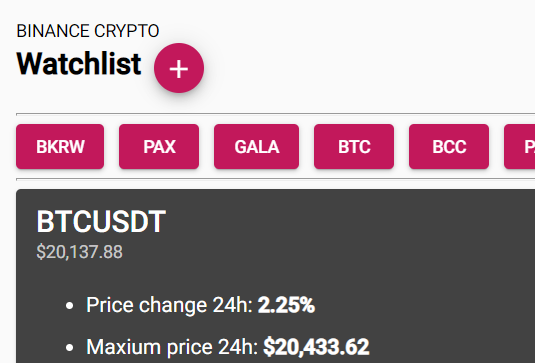 BINANCE CRYPTO
Watchlist +
BKRW PAX GALA BTC BCC
BTCUSDT
$20,137.88
• Price change 24h: 2.25%
• Maxium price 24h: $20,433.62